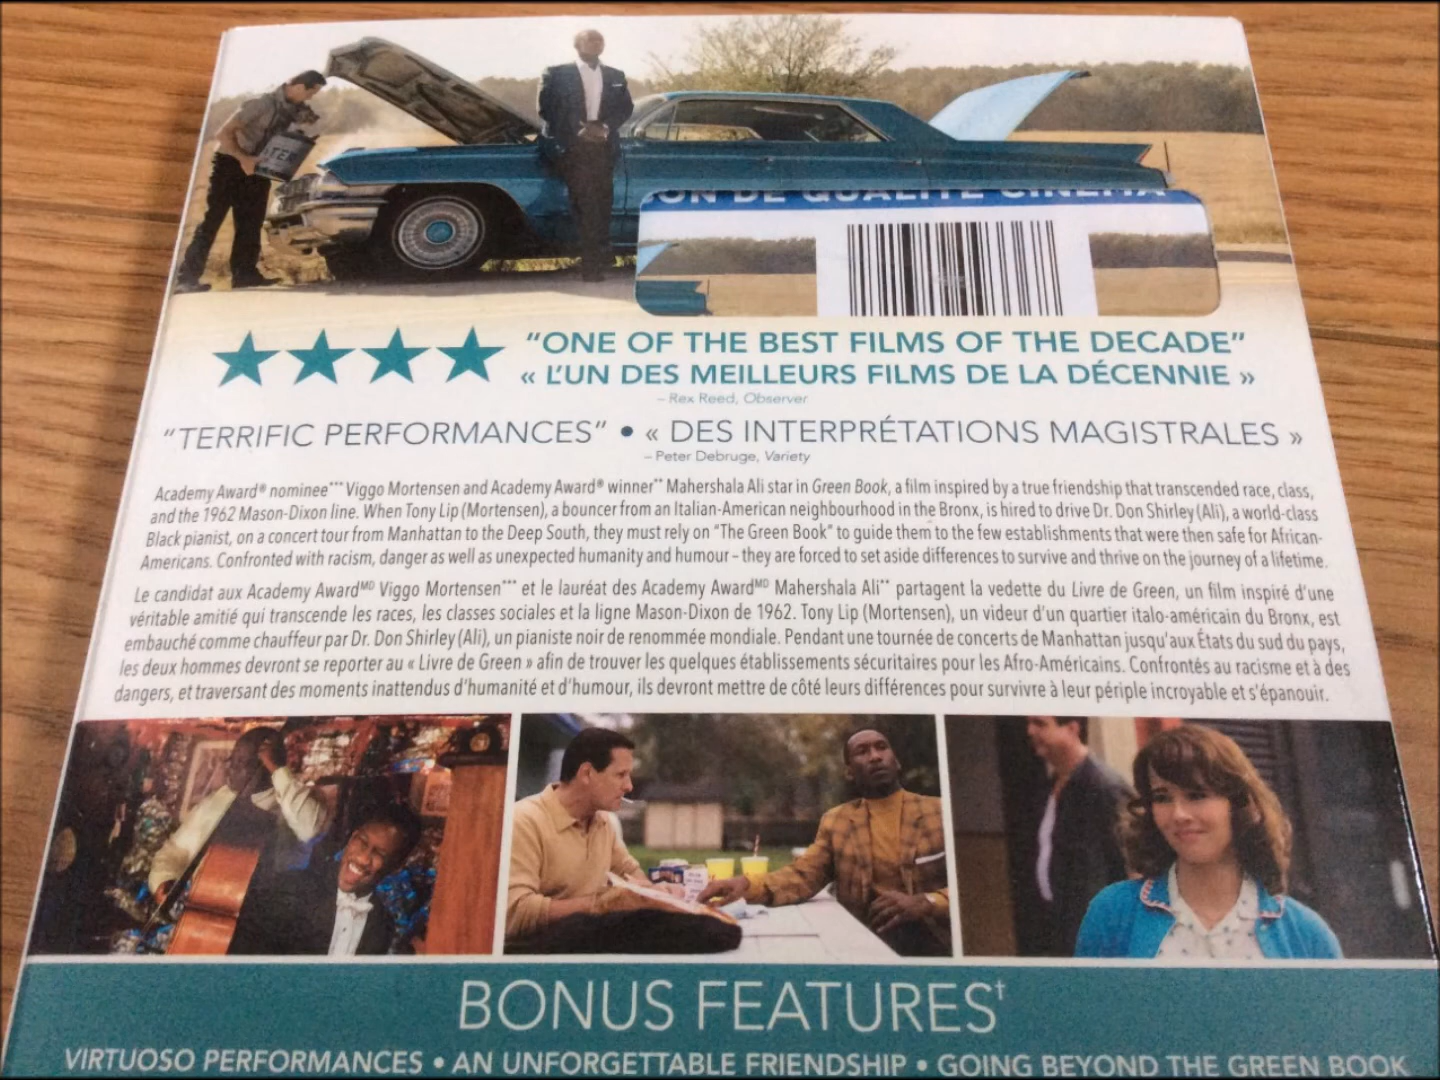 ATER
ON DE QUALITÉ CINÉMA
"ONE OF THE BEST FILMS OF THE DECADE"
« L'UN DES MEILLEURS FILMS DE LA DÉCENNIE »
– Rex Reed, Observer
"TERRIFIC PERFORMANCES" • « DES INTERPRÉTATIONS MAGISTRALES »
– Peter Debruge, Variety
Academy Award® nominee*** Viggo Mortensen and Academy Award® winner** Mahershala Ali star in Green Book, a film inspired by a true friendship that transcended race, class,
and the 1962 Mason-Dixon line. When Tony Lip (Mortensen), a bouncer from an Italian-American neighbourhood in the Bronx, is hired to drive Dr. Don Shirley (Ali), a world-class
Black pianist, on a concert tour from Manhattan to the Deep South, they must rely on "The Green Book" to guide them to the few establishments that were then safe for African-
Americans. Confronted with racism, danger as well as unexpected humanity and humour – they are forced to set aside differences to survive and thrive on the journey of a lifetime.
Le candidat aux Academy Awardᴹᴰ Viggo Mortensen*** et le lauréat des Academy Awardᴹᴰ Mahershala Ali** partagent la vedette du Livre de Green, un film inspiré d'une
véritable amitié qui transcende les races, les classes sociales et la ligne Mason-Dixon de 1962. Tony Lip (Mortensen), un videur d'un quartier italo-américain du Bronx, est
embauché comme chauffeur par Dr. Don Shirley (Ali), un pianiste noir de renommée mondiale. Pendant une tournée de concerts de Manhattan jusqu'aux États du sud du pays,
les deux hommes devront se reporter au « Livre de Green » afin de trouver les quelques établissements sécuritaires pour les Afro-Américains. Confrontés au racisme et à des
dangers, et traversant des moments inattendus d'humanité et d'humour, ils devront mettre de côté leurs différences pour survivre à leur périple incroyable et s'épanouir.
BONUS FEATURES†
VIRTUOSO PERFORMANCES • AN UNFORGETTABLE FRIENDSHIP • GOING BEYOND THE GREEN BOOK